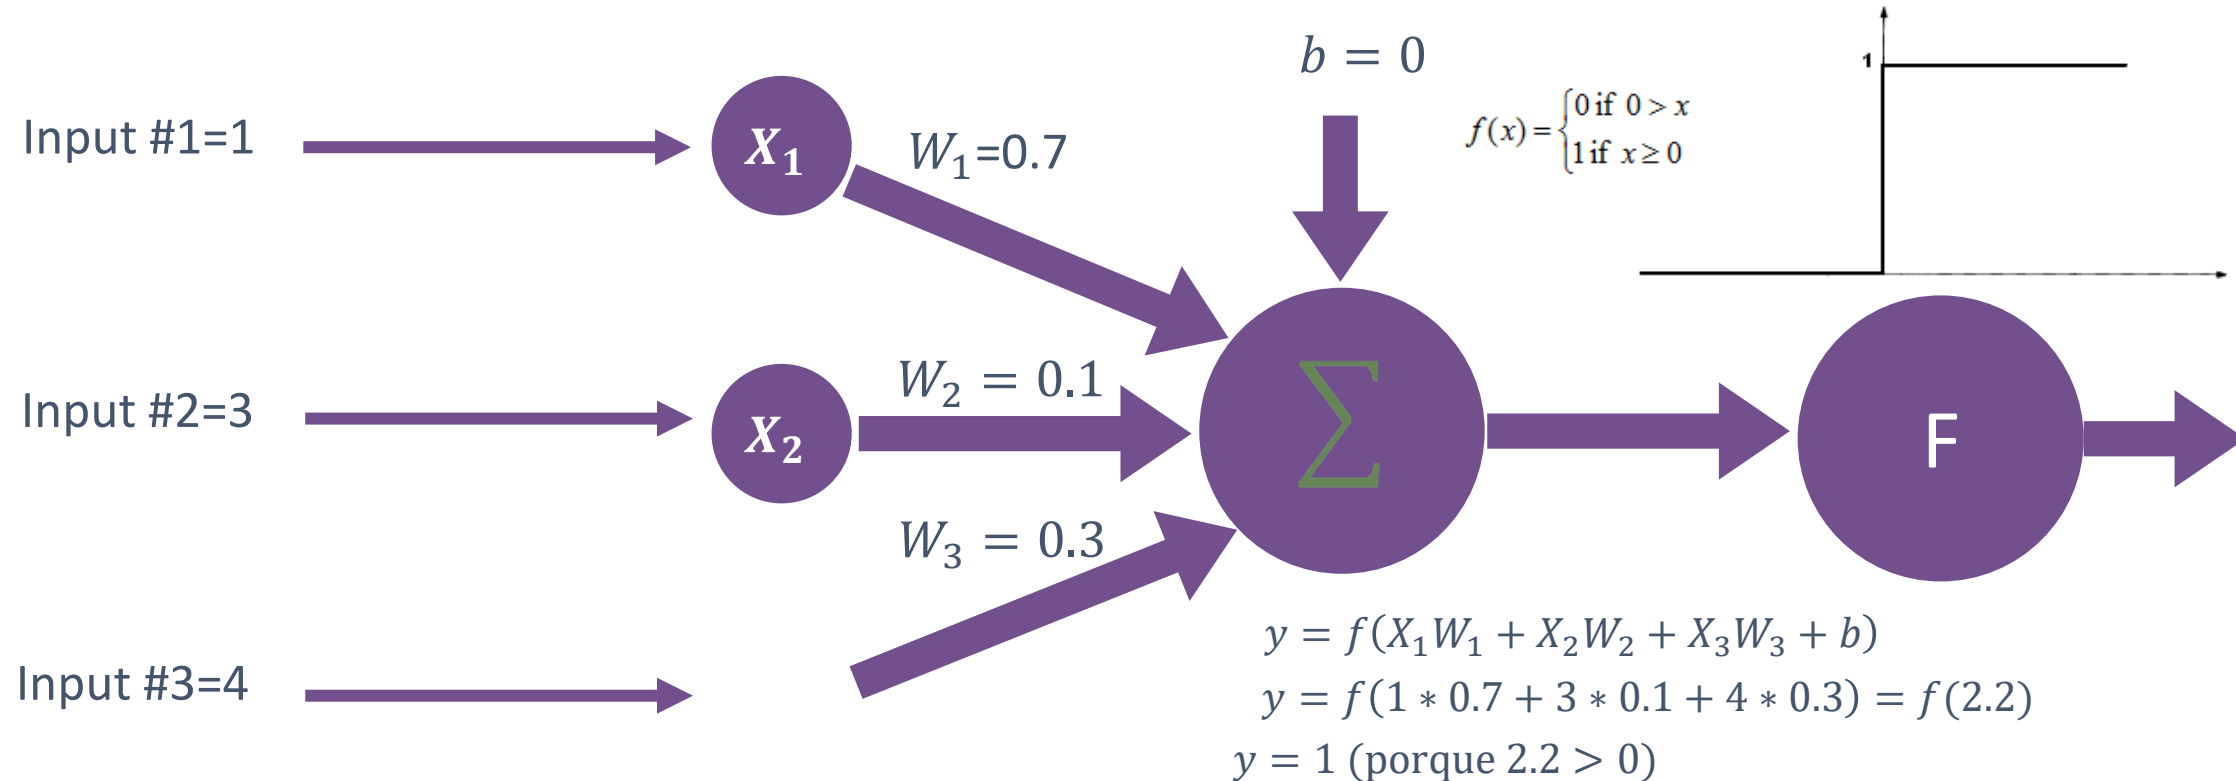 b = 0
1
f(x) = {0 if 0 > x
1 if x ≥ 0
Input #1=1
X₁
W₁=0.7
Input #2=3
X₂
W₂ = 0.1
∑
F
W₃ = 0.3
Input #3=4
y = f(X₁W₁ + X₂W₂ + X₃W₃ + b)
y = f(1 ∗ 0.7 + 3 ∗ 0.1 + 4 ∗ 0.3) = f(2.2)
y = 1 (porque 2.2 > 0)